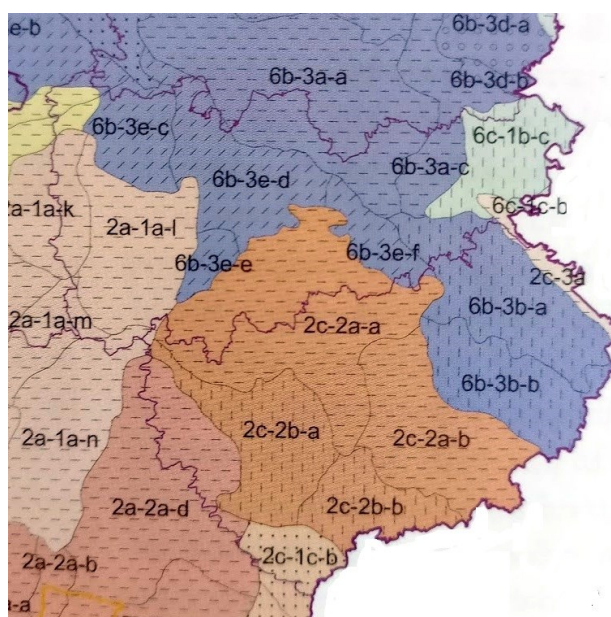 e-b
6b-3d-a
6b-3a-a
6b-3d-b
6b-3e-c
6c-1b-c
6b-3a-c
6b-3e-d
2a-1a-k
6c-1c-b
2a-1a-l
6b-3e-f
6b-3e-e
2c-3a
6b-3b-a
2a-1a-m
2c-2a-a
6b-3b-b
2c-2b-a
2a-1a-n
2c-2a-b
2a-2a-d
2c-2b-b
2c-1c-b
2a-2a-b
a-a